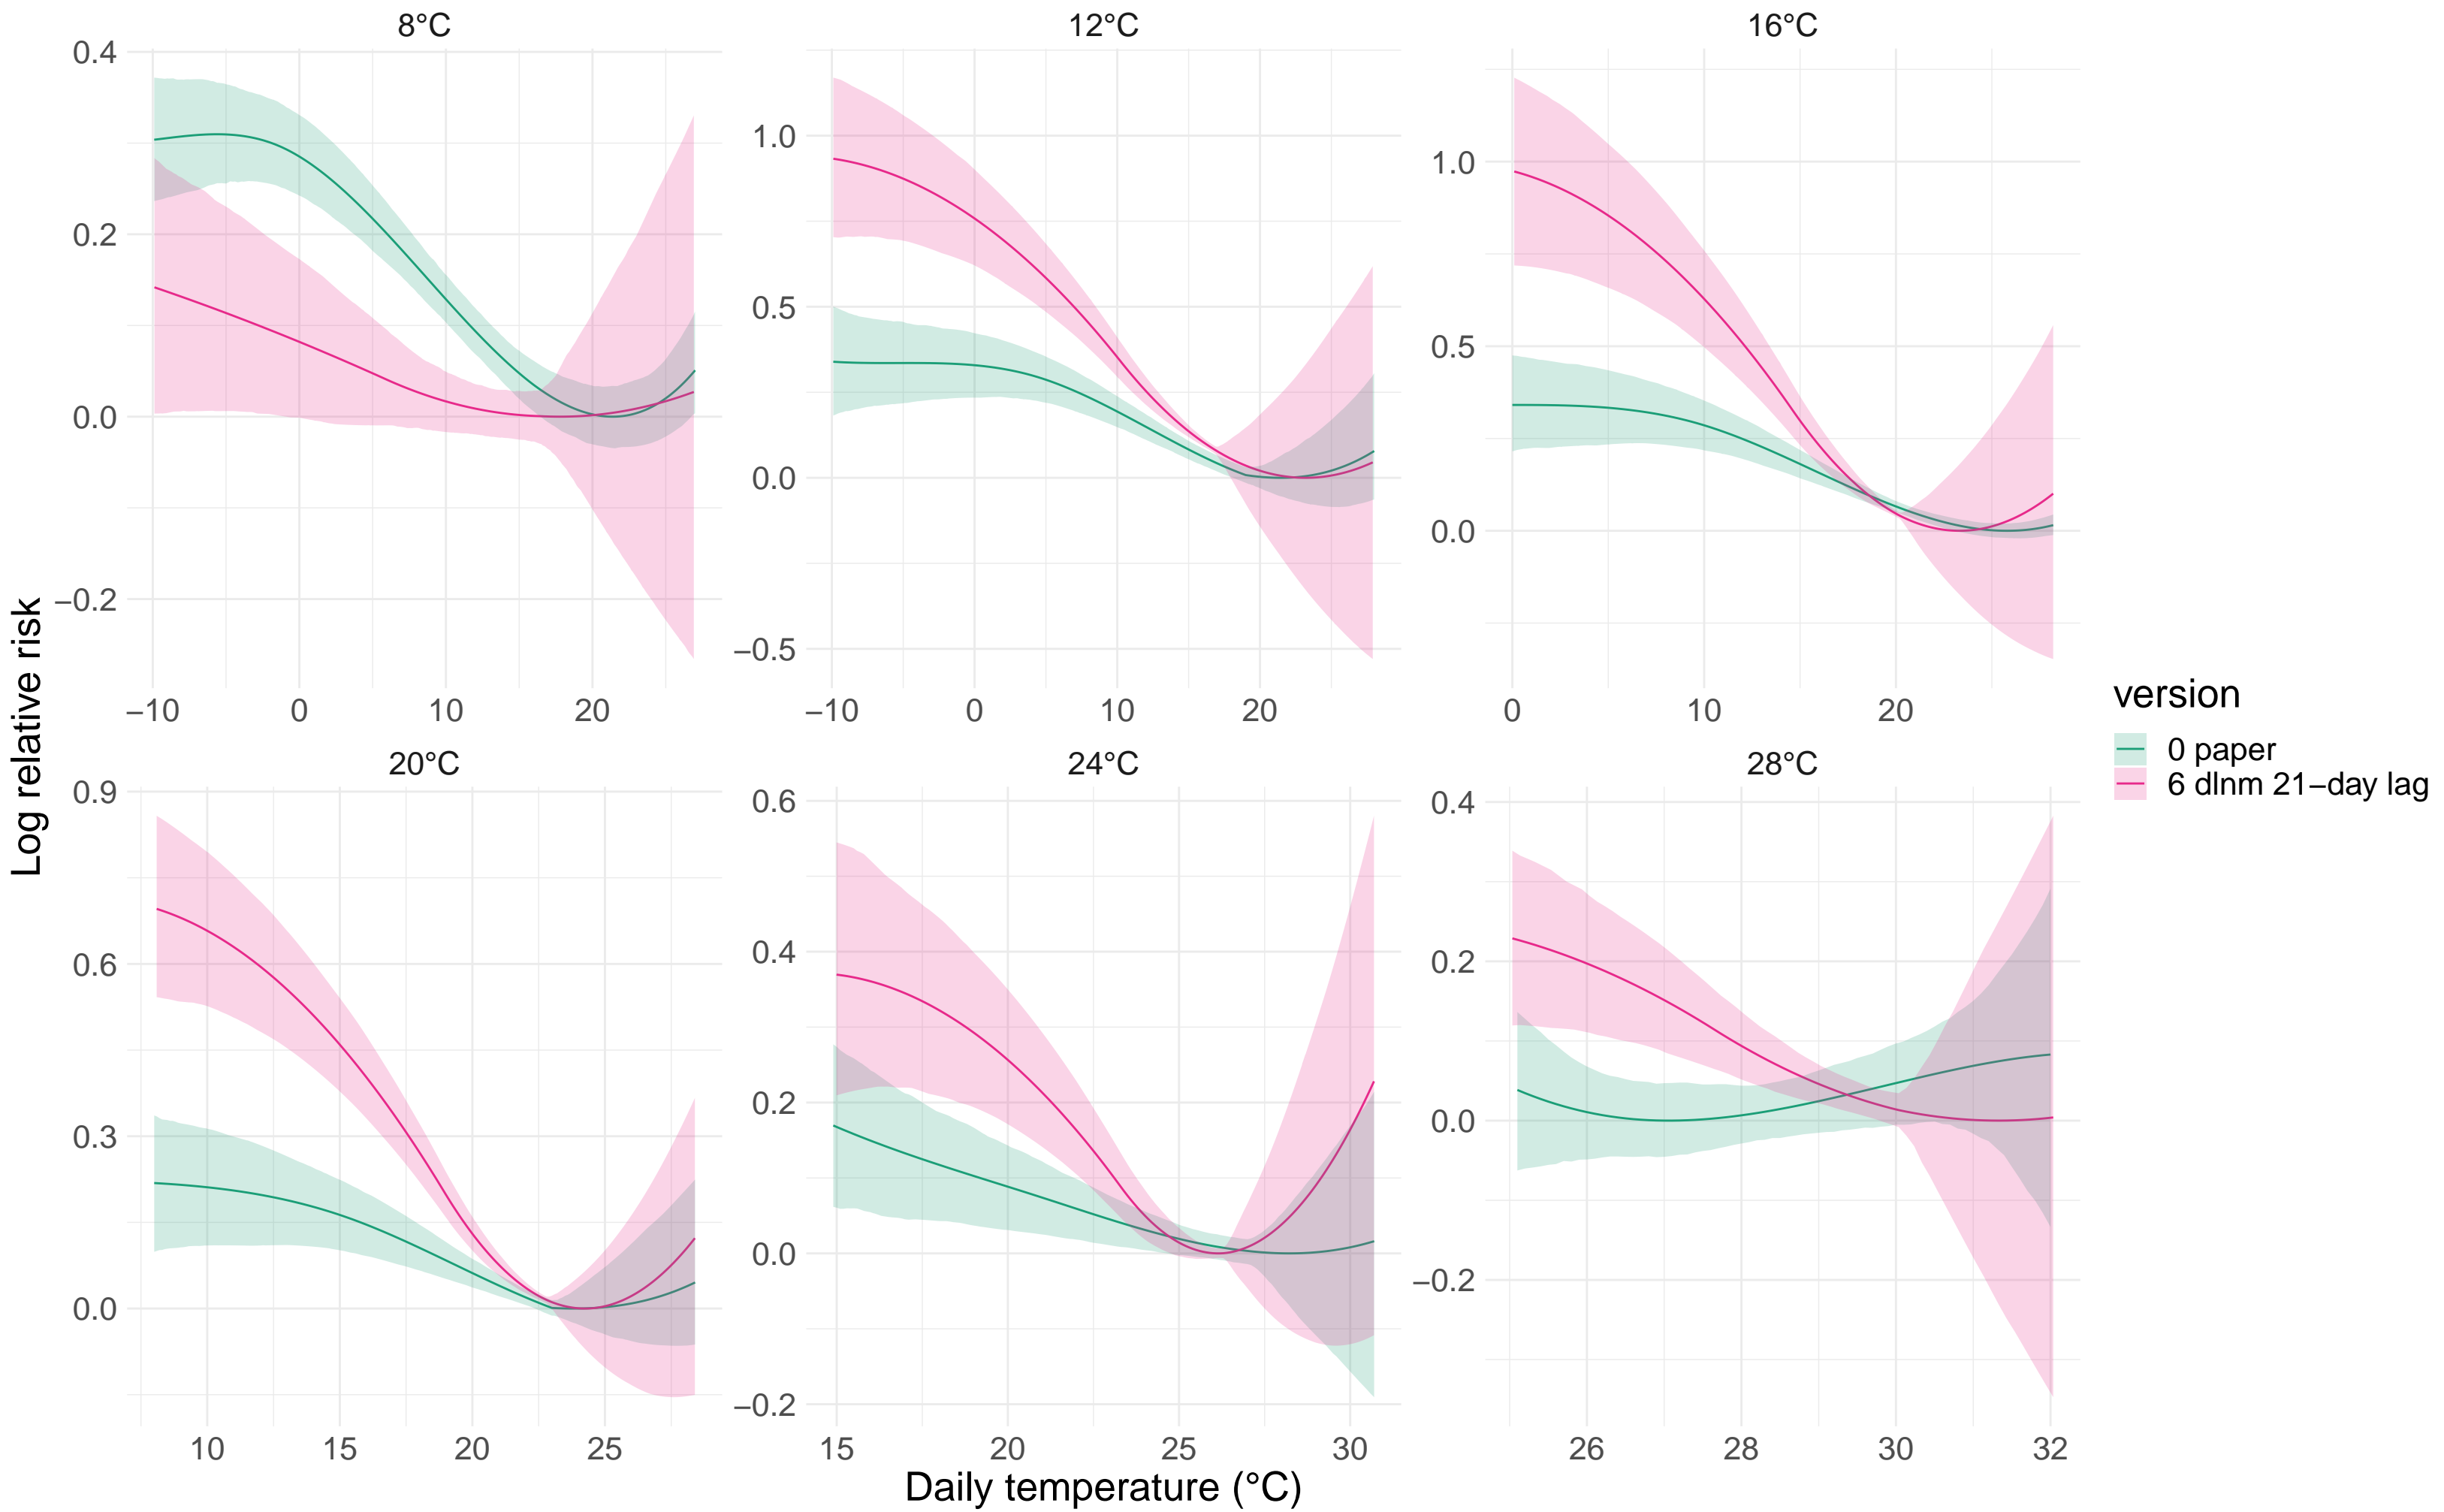 8°C 12°C 16°C
0.4
0.2
0.0
−0.2
1.0
0.5
0.0
−0.5
1.0
0.5
0.0
−10 0 10 20
−10 0 10 20
0 10 20
20°C 24°C 28°C
0.9
0.6
0.3
0.0
0.6
0.4
0.2
0.0
−0.2
0.4
0.2
0.0
−0.2
10 15 20 25
15 20 25 30
26 28 30 32
Log relative risk
Daily temperature (°C)
version
0 paper
6 dlnm 21−day lag